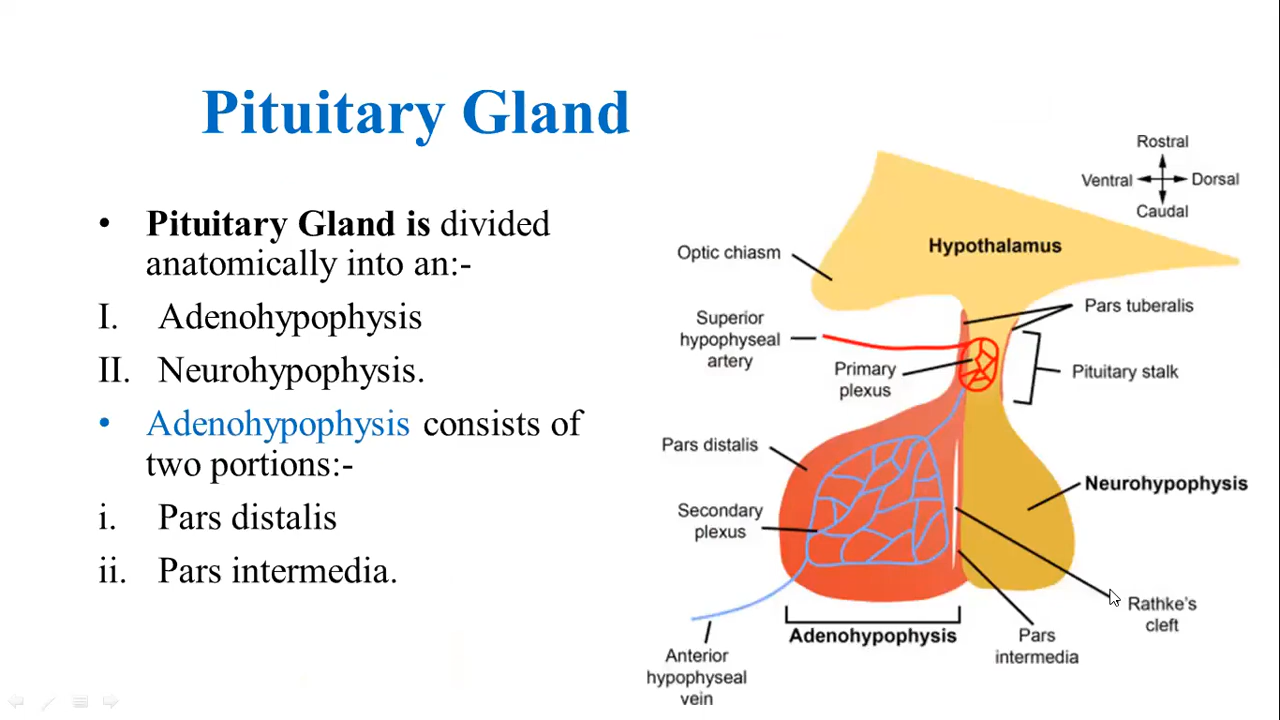 Pituitary Gland
• Pituitary Gland is divided
anatomically into an:-
I. Adenohypophysis
II. Neurohypophysis.
• Adenohypophysis consists of
two portions:-
i. Pars distalis
ii. Pars intermedia.
Rostral
Ventral
Dorsal
Caudal
Hypothalamus
Optic chiasm
Pars tuberalis
Superior
hypophyseal
artery
Primary
plexus
Pituitary stalk
Pars distalis
Neurohypophysis
Secondary
plexus
Rathke's
cleft
Adenohypophysis
Pars
intermedia
Anterior
hypophyseal
vein